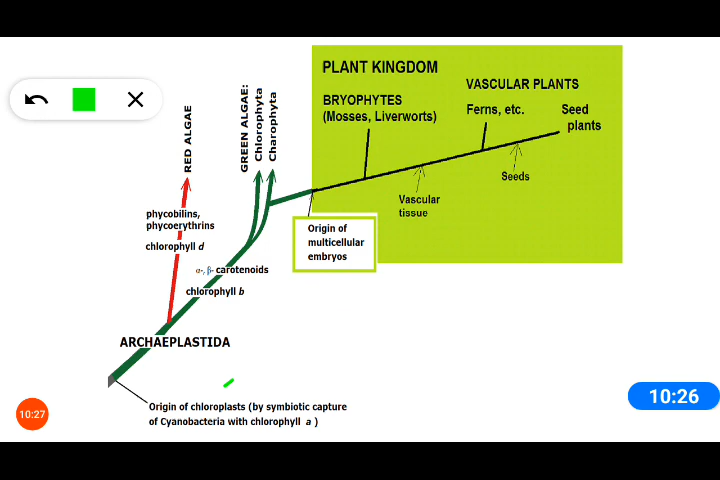 PLANT KINGDOM
VASCULAR PLANTS
BRYOPHYTES
(Mosses, Liverworts)
Ferns, etc.
Seed
plants
RED ALGAE
GREEN ALGAE:
Chlorophyta
Charophyta
Seeds
Vascular
tissue
phycobilins,
phycoerythrins
chlorophyll d
Origin of
multicellular
embryos
α-, β- carotenoids
chlorophyll b
ARCHAEPLASTIDA
Origin of chloroplasts (by symbiotic capture
of Cyanobacteria with chlorophyll a )
10:27
10:26